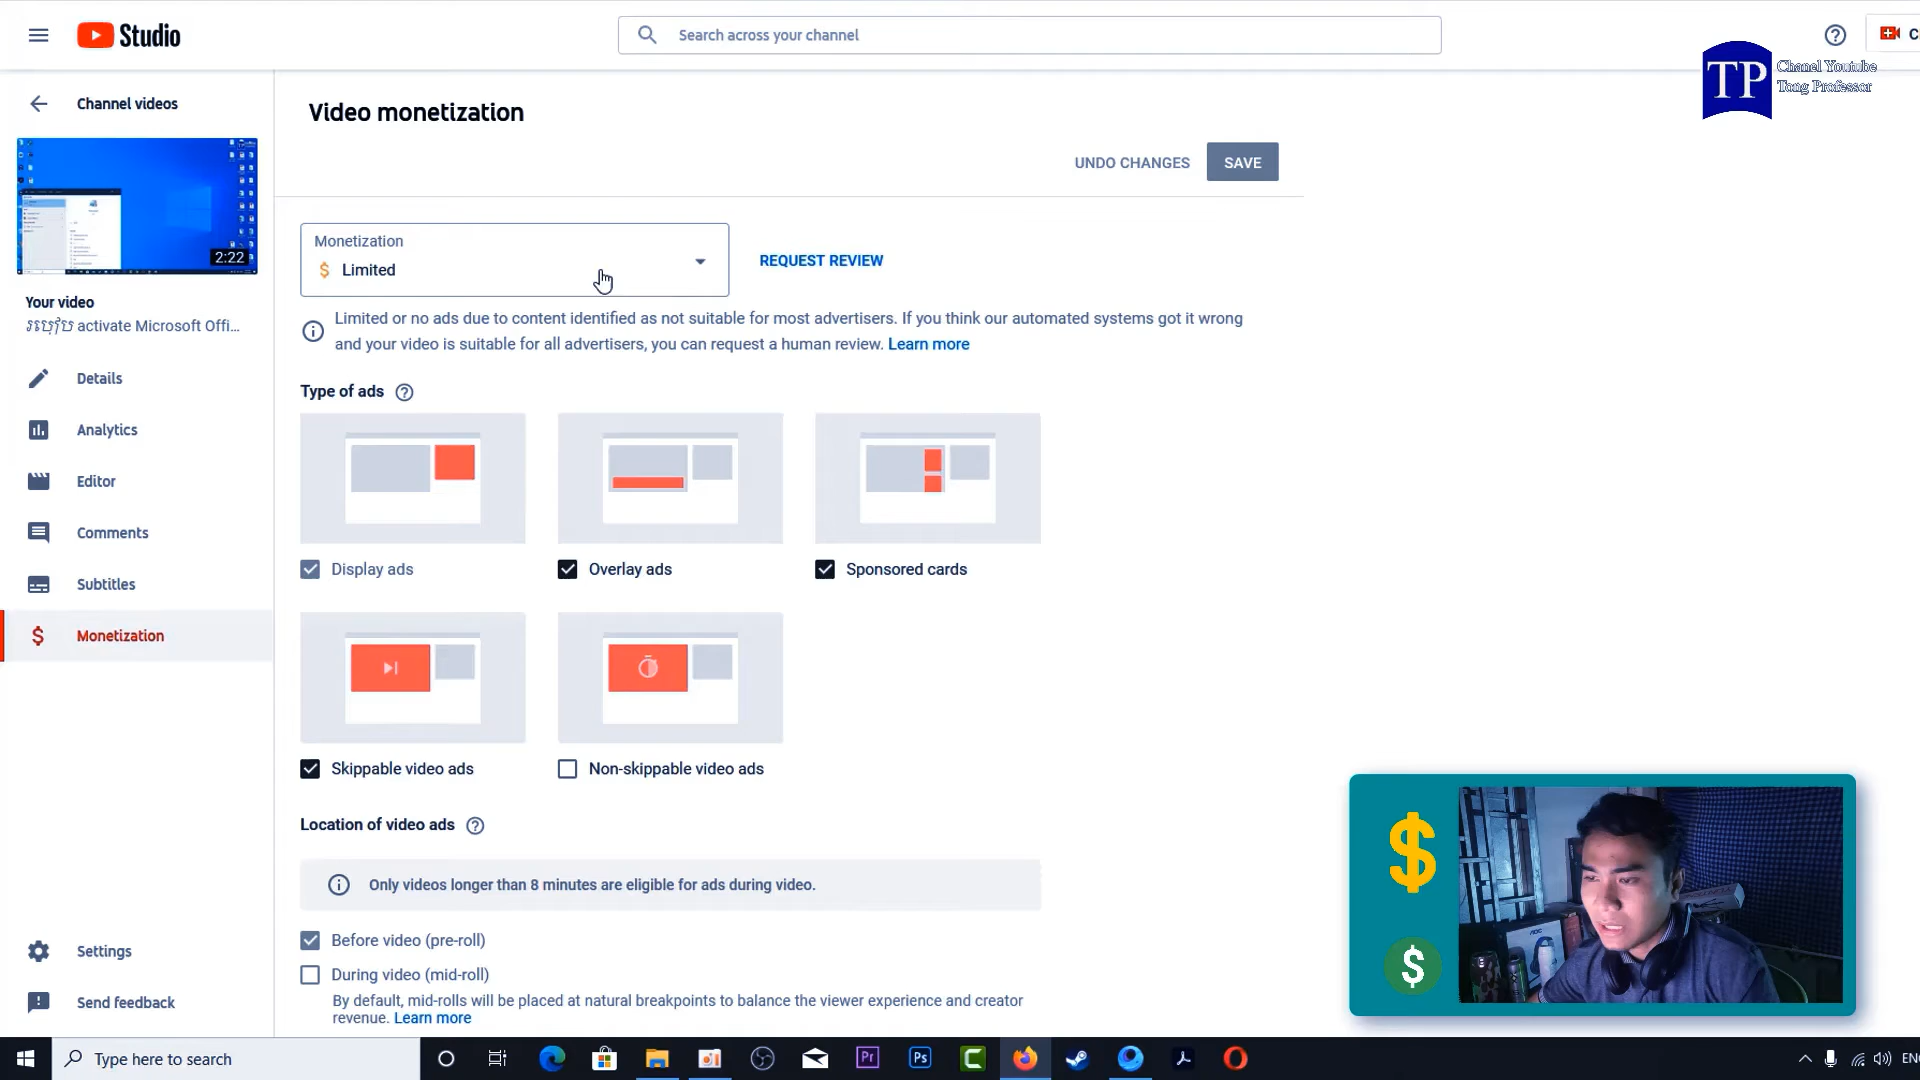 Studio
Search across your channel
C
TP
Chanel Youtube
Tong Professor
Channel videos
Video monetization
UNDO CHANGES
SAVE
2:22
Monetization
Limited
REQUEST REVIEW
Your video
របៀប activate Microsoft Offi...
Limited or no ads due to content identified as not suitable for most advertisers. If you think our automated systems got it wrong
and your video is suitable for all advertisers, you can request a human review. Learn more
Details
Type of ads
Analytics
Editor
Comments
Subtitles
Monetization
Display ads
Overlay ads
Sponsored cards
Skippable video ads
Non-skippable video ads
Location of video ads
Only videos longer than 8 minutes are eligible for ads during video.
Before video (pre-roll)
During video (mid-roll)
By default, mid-rolls will be placed at natural breakpoints to balance the viewer experience and creator
revenue. Learn more
Settings
Send feedback
AOC
Type here to search
Pr
Ps
EN